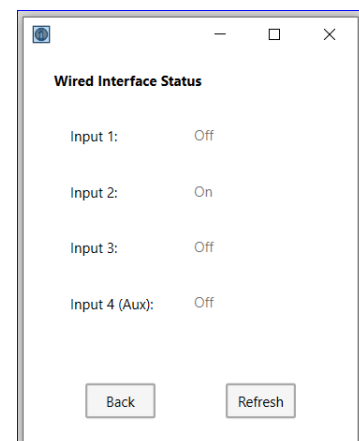 Wired Interface Status
Input 1: Off
Input 2: On
Input 3: Off
Input 4 (Aux): Off
Back Refresh